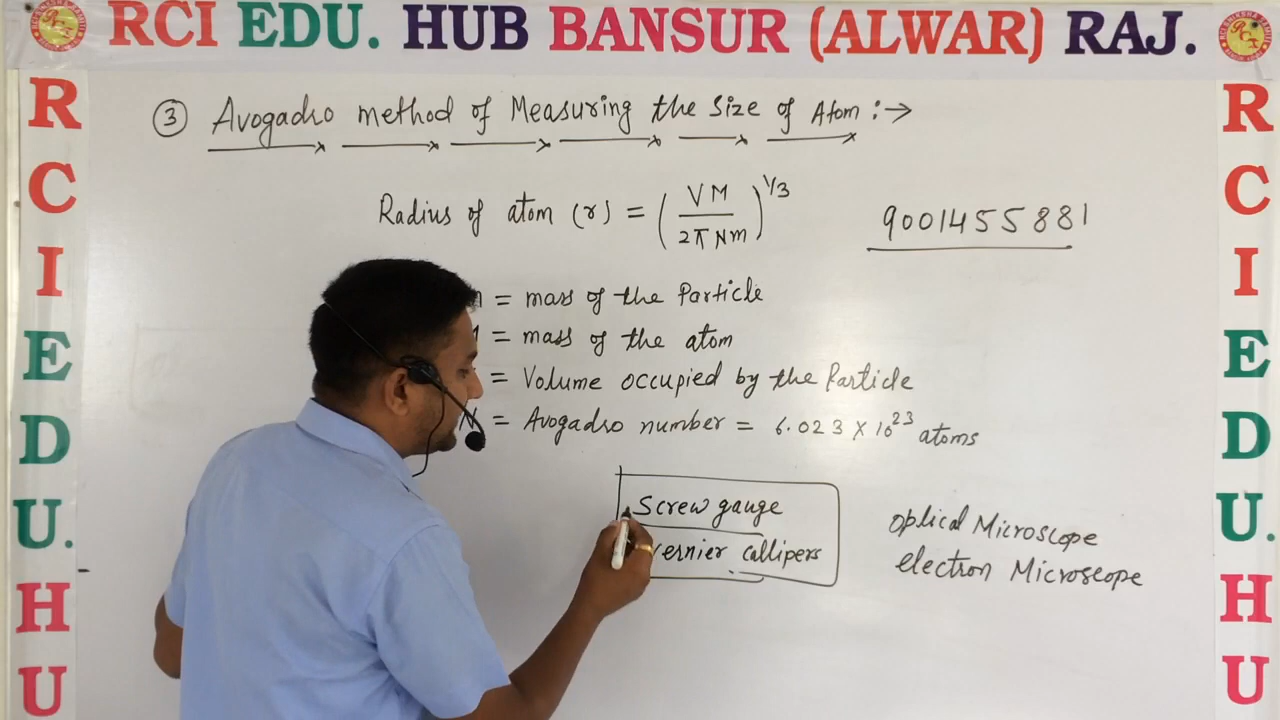 RCI EDU. HUB BANSUR (ALWAR) RAJ.
③ Avogadro method of Measuring the Size of Atom :→
Radius of atom (r) = (VM / 2πNm)^1/3
9001455881
= mass of the Particle
= mass of the atom
= Volume occupied by the Particle
N = Avogadro number = 6.023 × 10^23 atoms
Screw gauge
vernier callipers
optical Microscope
electron Microscope
R
C
I
E
D
U.
H
U
R
C
I
E
D
U.
H
U